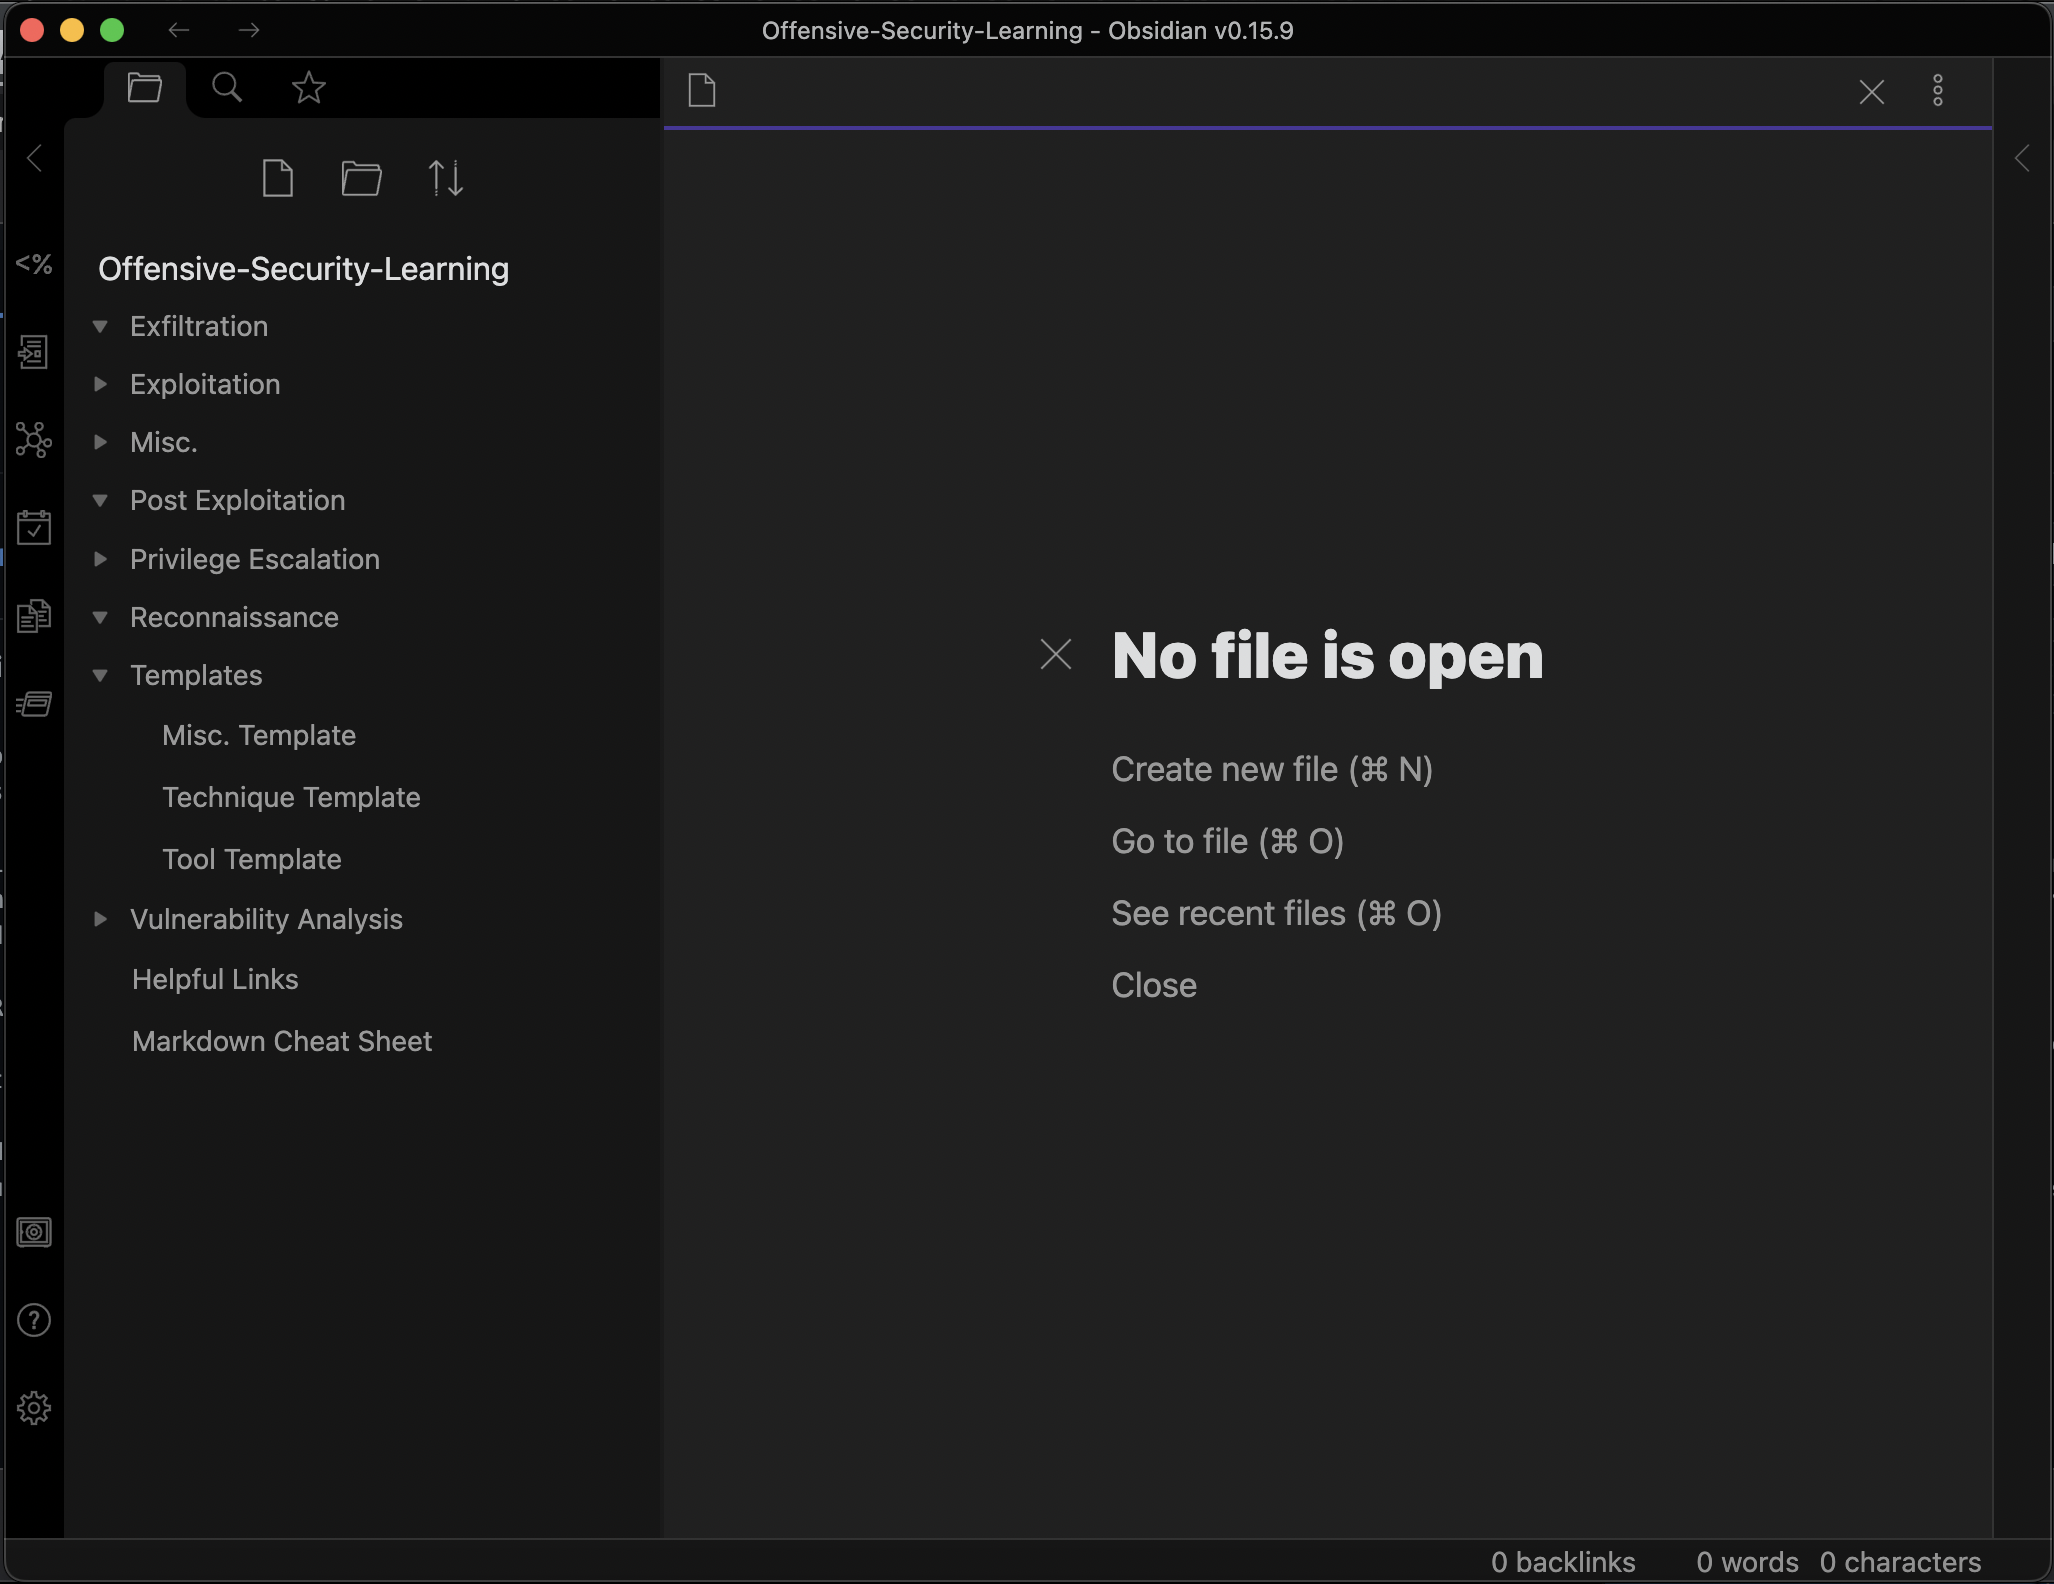 Offensive-Security-Learning - Obsidian v0.15.9
<%
Offensive-Security-Learning
Exfiltration
Exploitation
Misc.
Post Exploitation
Privilege Escalation
Reconnaissance
Templates
Misc. Template
Technique Template
Tool Template
Vulnerability Analysis
Helpful Links
Markdown Cheat Sheet
No file is open
Create new file (⌘ N)
Go to file (⌘ O)
See recent files (⌘ O)
Close
0 backlinks 0 words 0 characters